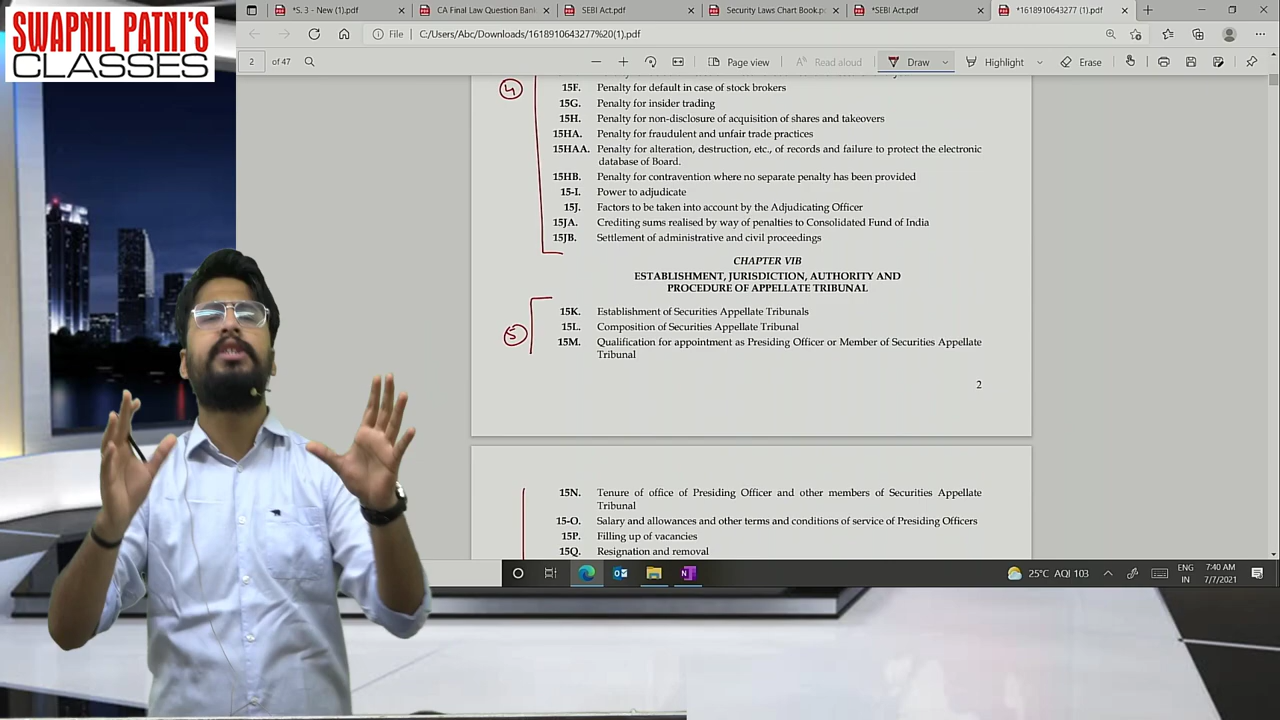 SWAPNIL PATNI'S
CLASSES
*S. 3 - New (1).pdf
CA Final Law Question Bank
SEBI Act.pdf
Security Laws Chart Book.p
*SEBI Act.pdf
*1618910643277 (1).pdf
File
C:/Users/Abc/Downloads/1618910643277%20(1).pdf
2 of 47
Page view
Read aloud
Draw
Highlight
Erase
4
15F. Penalty for default in case of stock brokers
15G. Penalty for insider trading
15H. Penalty for non-disclosure of acquisition of shares and takeovers
15HA. Penalty for fraudulent and unfair trade practices
15HAA. Penalty for alteration, destruction, etc., of records and failure to protect the electronic
database of Board.
15HB. Penalty for contravention where no separate penalty has been provided
15-I. Power to adjudicate
15J. Factors to be taken into account by the Adjudicating Officer
15JA. Crediting sums realised by way of penalties to Consolidated Fund of India
15JB. Settlement of administrative and civil proceedings
CHAPTER VIB
ESTABLISHMENT, JURISDICTION, AUTHORITY AND
PROCEDURE OF APPELLATE TRIBUNAL
5
15K. Establishment of Securities Appellate Tribunals
15L. Composition of Securities Appellate Tribunal
15M. Qualification for appointment as Presiding Officer or Member of Securities Appellate
Tribunal
2
15N. Tenure of office of Presiding Officer and other members of Securities Appellate
Tribunal
15-O. Salary and allowances and other terms and conditions of service of Presiding Officers
15P. Filling up of vacancies
15Q. Resignation and removal
25°C AQI 103
ENG
IN
7:40 AM
7/7/2021